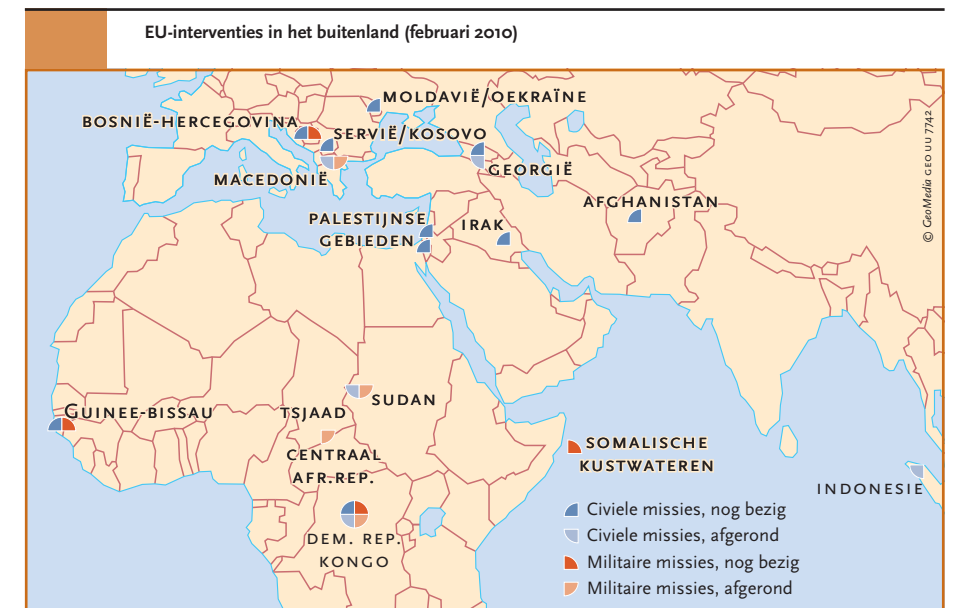 EU-interventies in het buitenland (februari 2010)
MOLDAVIË/OEKRAÏNE
BOSNIË-HERCEGOVINA
SERVIË/KOSOVO
MACEDONIË
GEORGIË
AFGHANISTAN
PALESTIJNSE
GEBIEDEN
IRAK
© GeoMedia GEO UU 7742
SUDAN
GUINEE-BISSAU
TSJAAD
CENTRAAL
AFR.REP.
SOMALISCHE
KUSTWATEREN
INDONESIE
DEM. REP.
KONGO
Civiele missies, nog bezig
Civiele missies, afgerond
Militaire missies, nog bezig
Militaire missies, afgerond